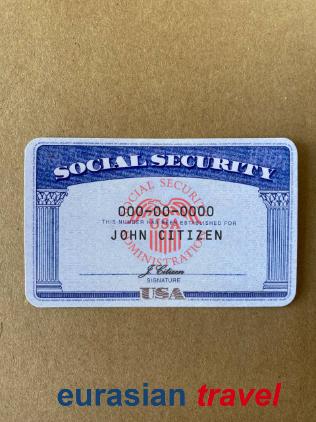 SOCIAL SECURITY
SOCIAL SECURITY
000-00-0000
THIS NUMBER HAS BEEN ESTABLISHED FOR
USA
JOHN CITIZEN
ADMINISTRATION
J. Citizen
SIGNATURE
USA
eurasian travel